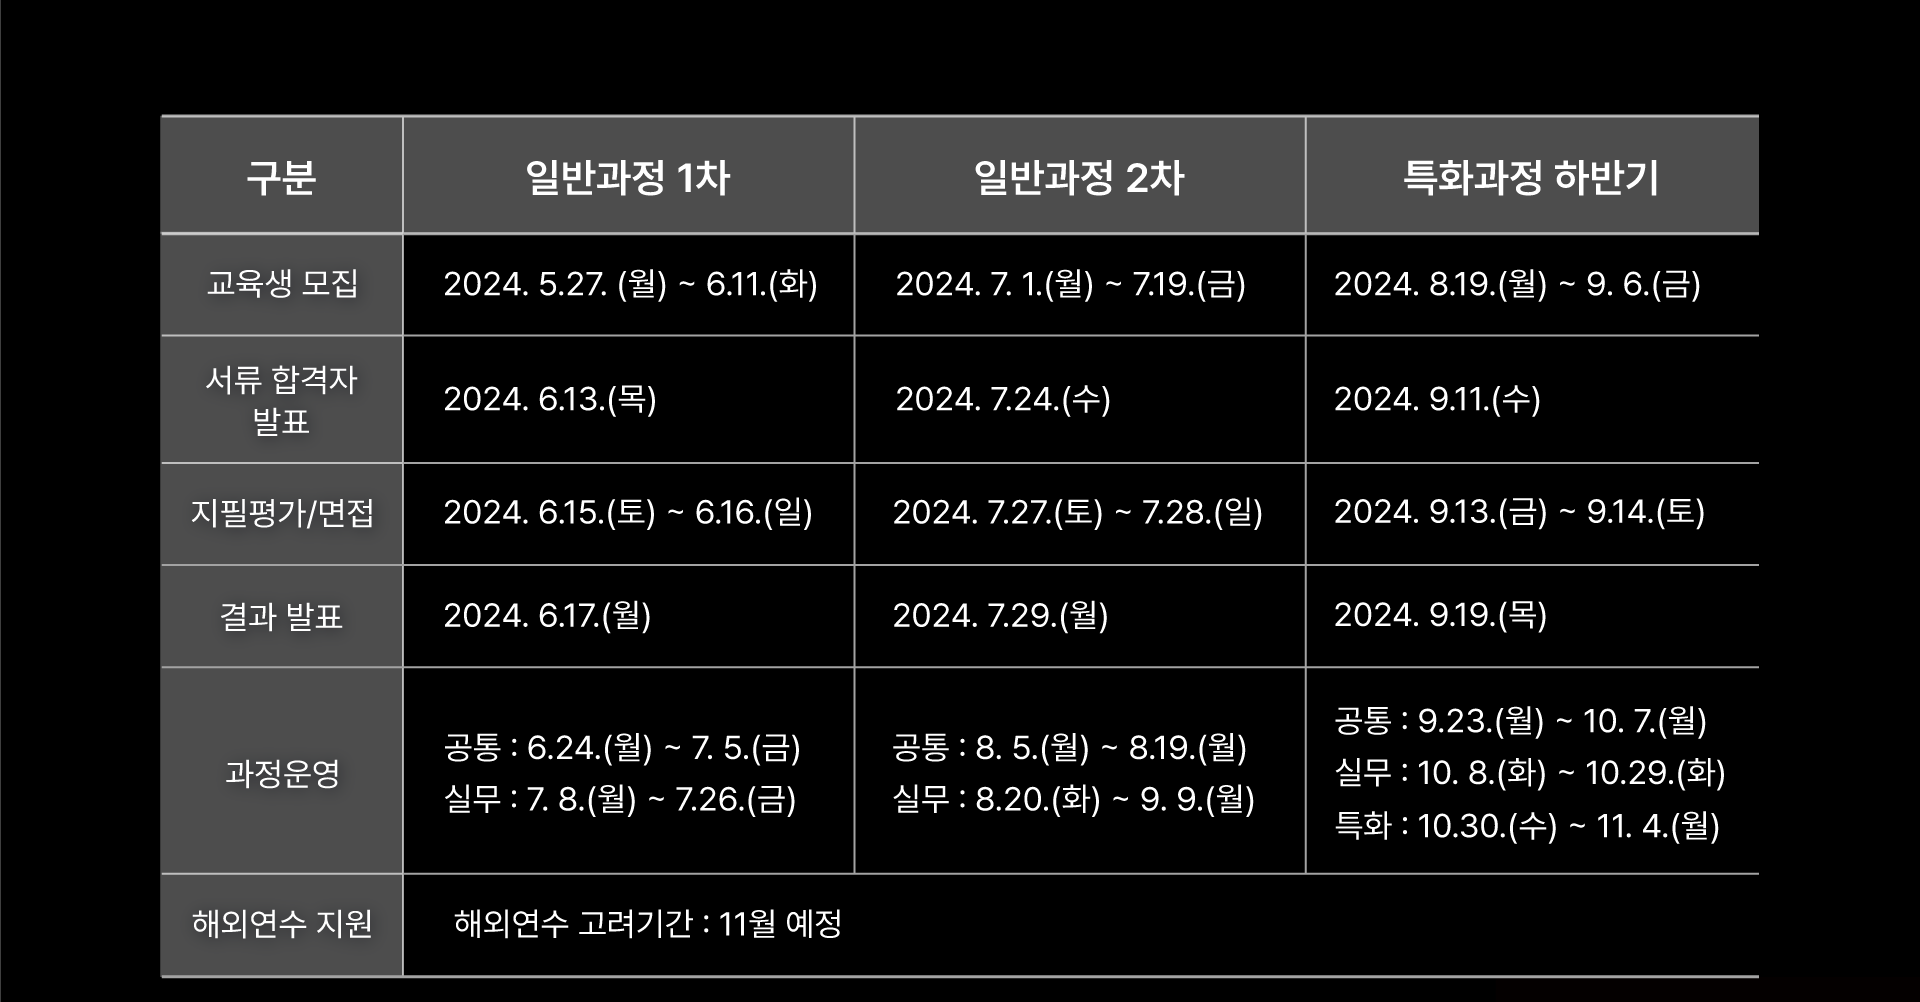 구분 일반과정 1차 일반과정 2차 특화과정 하반기
교육생 모집 2024. 5.27. (월) ~ 6.11.(화) 2024. 7. 1.(월) ~ 7.19.(금) 2024. 8.19.(월) ~ 9. 6.(금)
서류 합격자
발표
2024. 6.13.(목) 2024. 7.24.(수) 2024. 9.11.(수)
지필평가/면접 2024. 6.15.(토) ~ 6.16.(일) 2024. 7.27.(토) ~ 7.28.(일) 2024. 9.13.(금) ~ 9.14.(토)
결과 발표 2024. 6.17.(월) 2024. 7.29.(월) 2024. 9.19.(목)
과정운영
공통 : 6.24.(월) ~ 7. 5.(금)
실무 : 7. 8.(월) ~ 7.26.(금)
공통 : 8. 5.(월) ~ 8.19.(월)
실무 : 8.20.(화) ~ 9. 9.(월)
공통 : 9.23.(월) ~ 10. 7.(월)
실무 : 10. 8.(화) ~ 10.29.(화)
특화 : 10.30.(수) ~ 11. 4.(월)
해외연수 지원 해외연수 고려기간 : 11월 예정